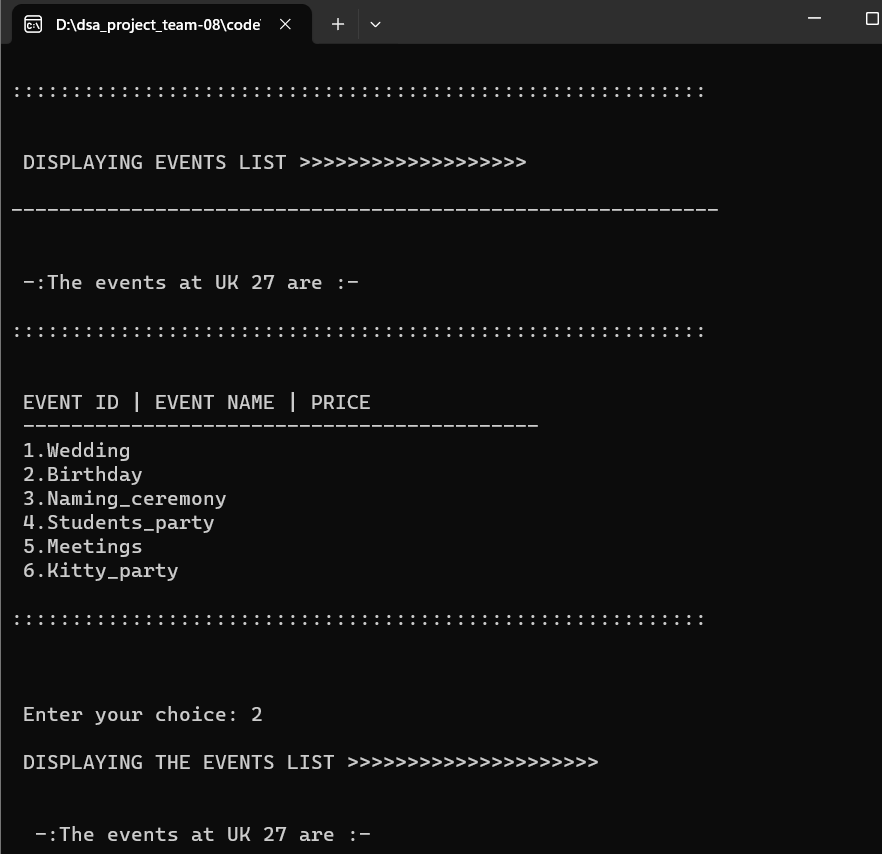 D:\dsa_project_team-08\code
::::::::::::::::::::::::::::::::::::::::::::::::::::::::::
DISPLAYING EVENTS LIST >>>>>>>>>>>>>>>>>>>
-----------------------------------------------------------
-:The events at UK 27 are :-
::::::::::::::::::::::::::::::::::::::::::::::::::::::::::
EVENT ID | EVENT NAME | PRICE
-------------------------------------------
1.Wedding
2.Birthday
3.Naming_ceremony
4.Students_party
5.Meetings
6.Kitty_party
::::::::::::::::::::::::::::::::::::::::::::::::::::::::::
Enter your choice: 2
DISPLAYING THE EVENTS LIST >>>>>>>>>>>>>>>>>>>>>
-:The events at UK 27 are :-